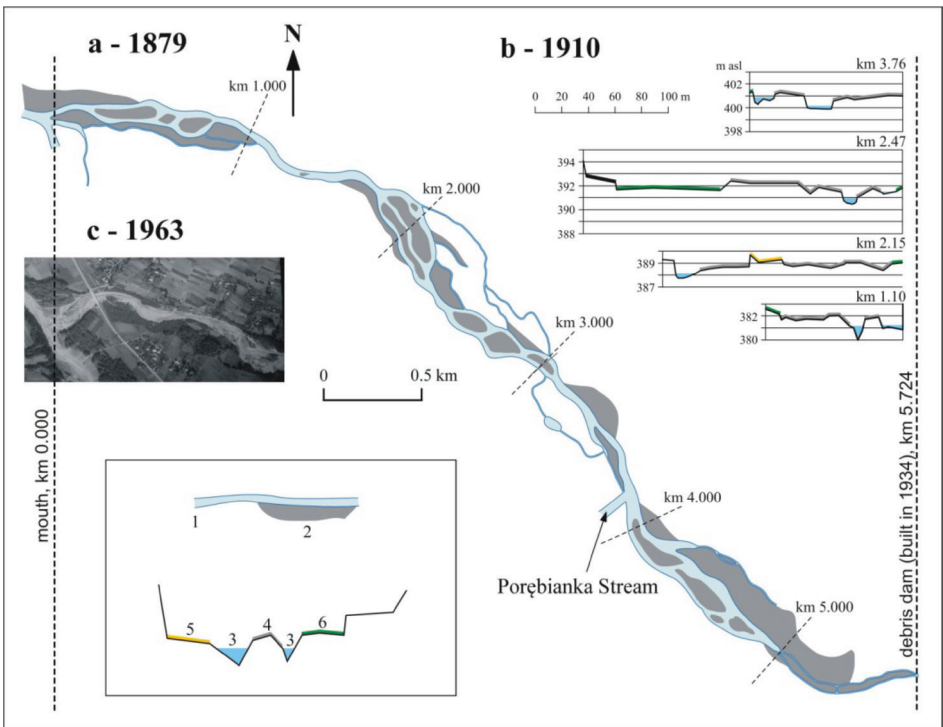 a - 1879
N
b - 1910
km 1.000
0 20 40 60 80 100 m
m asl
km 3.76
402
400
398
km 2.47
394
392
390
388
km 2.15
389
387
km 1.10
382
380
km 2.000
c - 1963
km 3.000
0 0.5 km
mouth, km 0.000
debris dam (built in 1934), km 5.724
km 4.000
Porębianka Stream
km 5.000
1
2
5
3
4
3
6